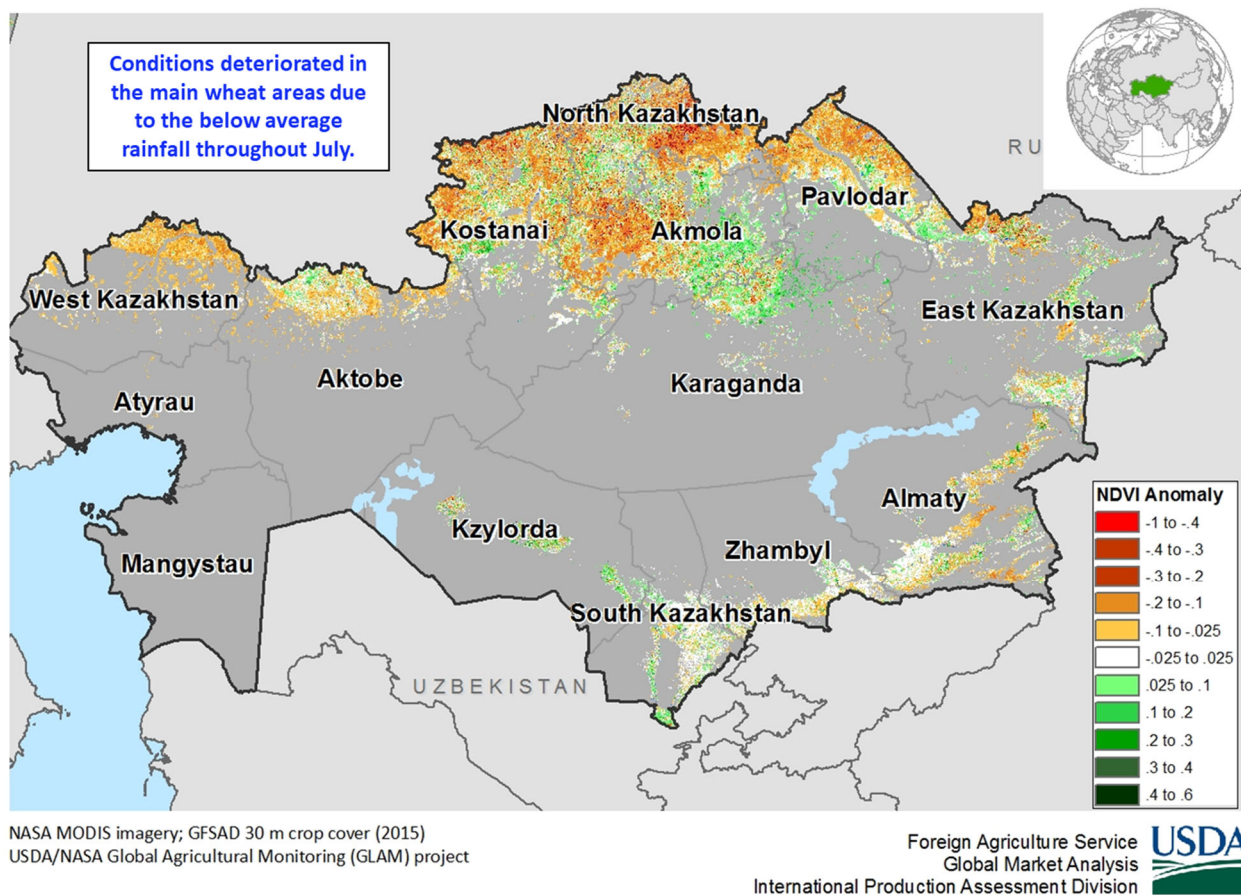 Conditions deteriorated in
the main wheat areas due
to the below average
rainfall throughout July.
RU
North Kazakhstan
Pavlodar
Kostanai
Akmola
West Kazakhstan
East Kazakhstan
Aktobe
Karaganda
Atyrau
Almaty
Kzylorda
Zhambyl
Mangystau
South Kazakhstan
UZBEKISTAN
NDVI Anomaly
-1 to -.4
-.4 to -.3
-.3 to -.2
-.2 to -.1
-.1 to -.025
-.025 to .025
.025 to .1
.1 to .2
.2 to .3
.3 to .4
.4 to .6
NASA MODIS imagery; GFSAD 30 m crop cover (2015)
USDA/NASA Global Agricultural Monitoring (GLAM) project
Foreign Agriculture Service
Global Market Analysis
International Production Assessment Division
USDA